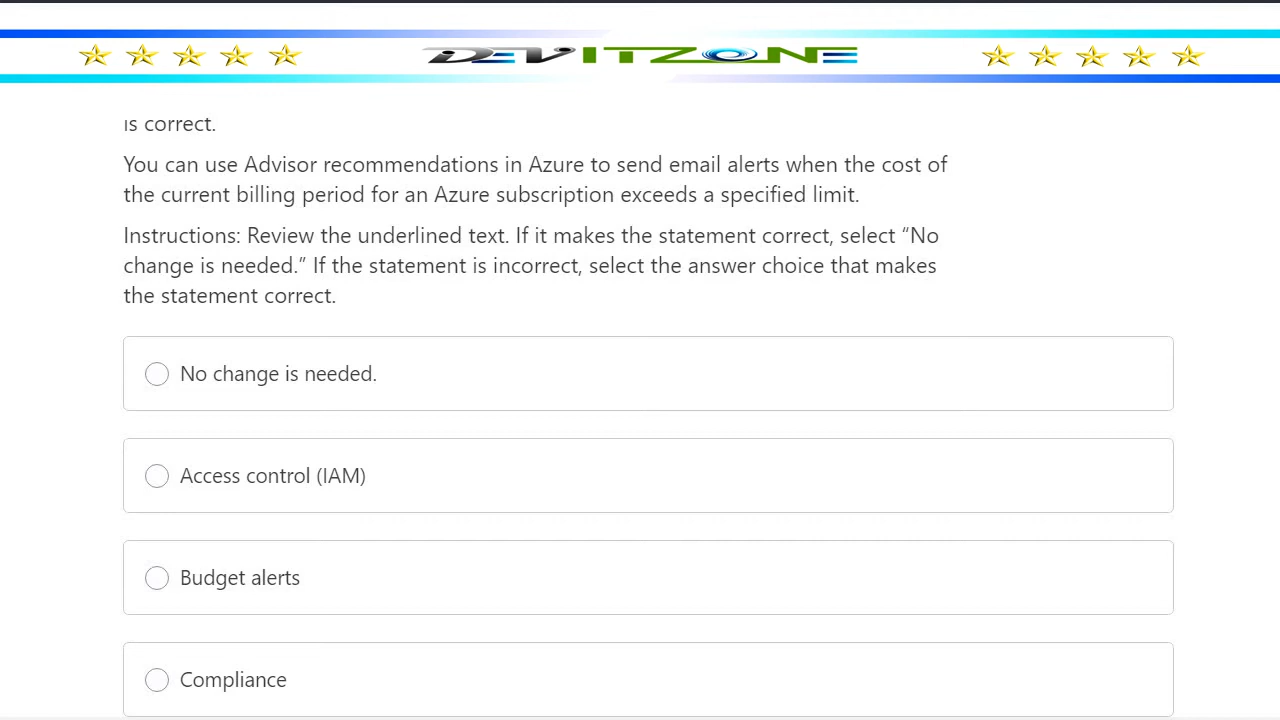 DEVITZONE
is correct.
You can use Advisor recommendations in Azure to send email alerts when the cost of
the current billing period for an Azure subscription exceeds a specified limit.
Instructions: Review the underlined text. If it makes the statement correct, select “No
change is needed.” If the statement is incorrect, select the answer choice that makes
the statement correct.
No change is needed.
Access control (IAM)
Budget alerts
Compliance